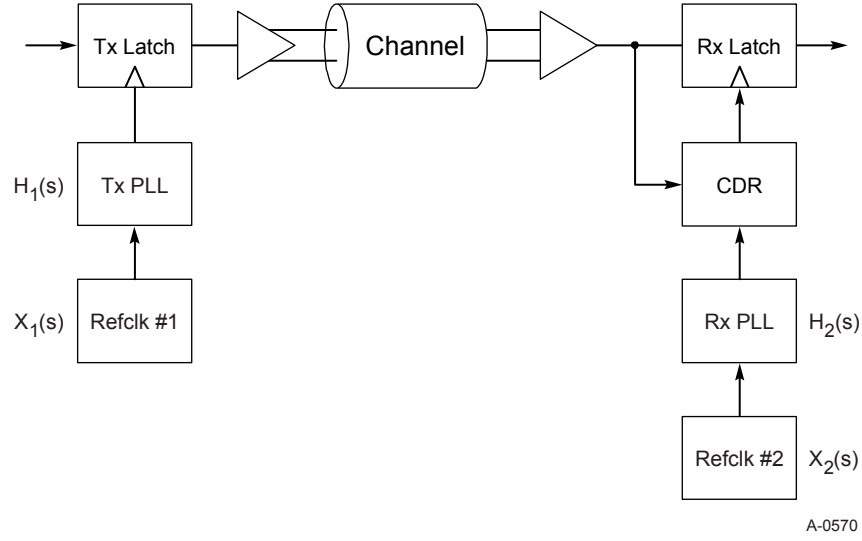 Tx Latch
Channel
Rx Latch
H1(s)
Tx PLL
CDR
X1(s)
Refclk #1
Rx PLL
H2(s)
Refclk #2
X2(s)
A-0570